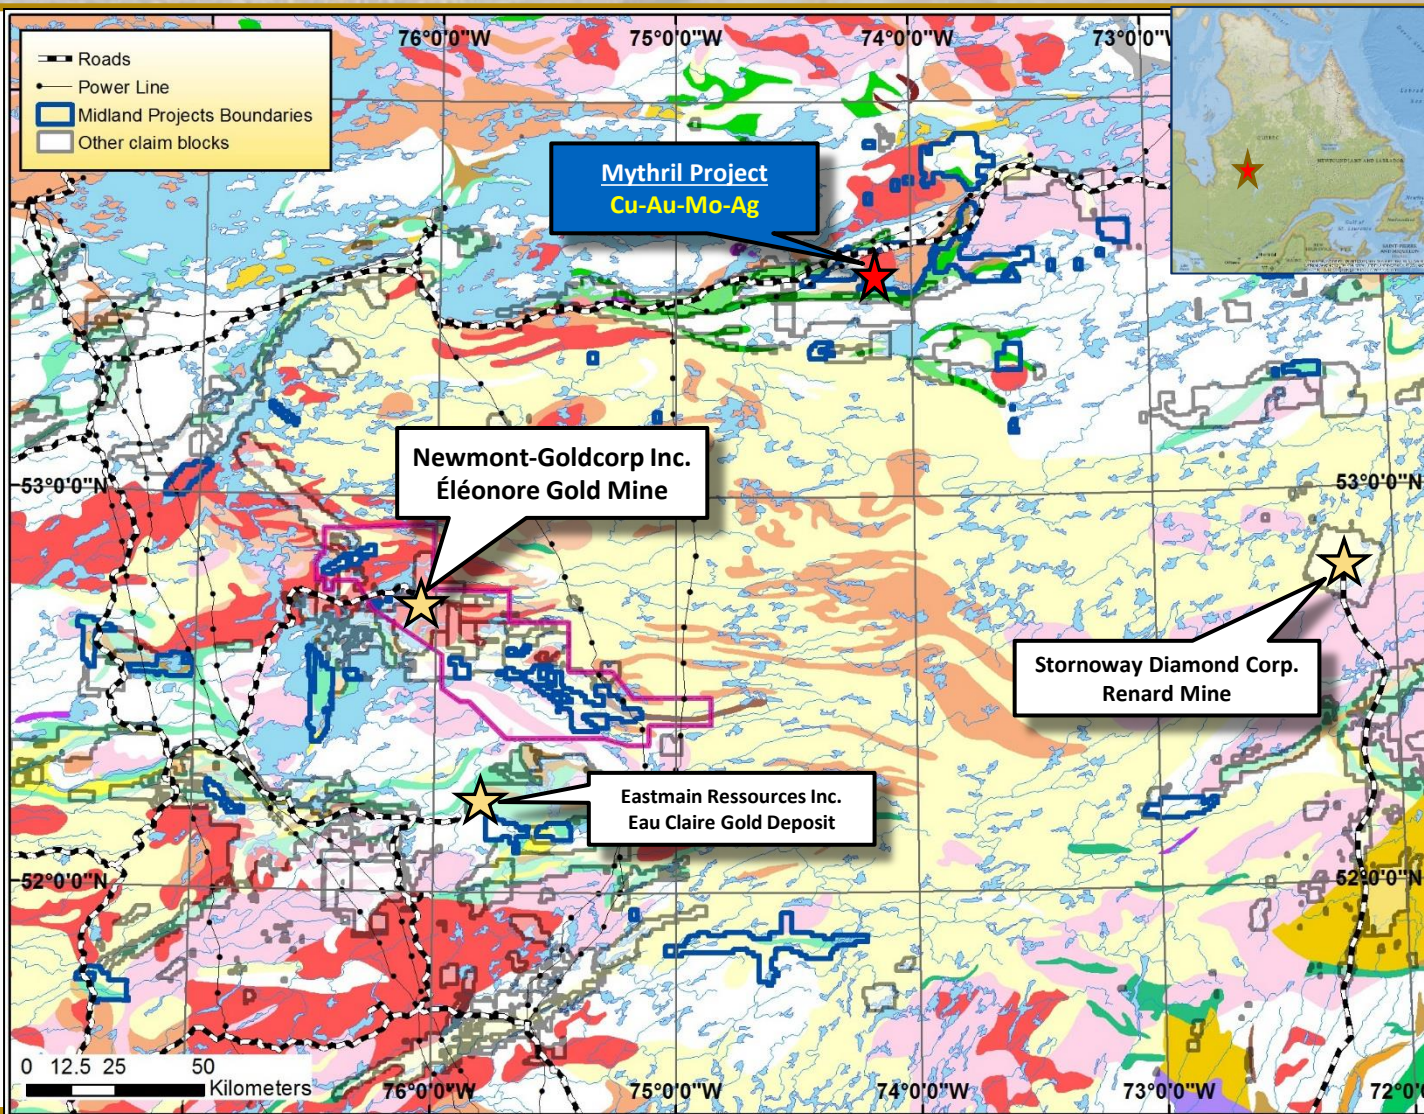 Roads
Power Line
Midland Projects Boundaries
Other claim blocks
76°0'0"W
75°0'0"W
74°0'0"W
73°0'0"W
QUEBEC
NEWFOUNDLAND AND LABRADOR
Mythril Project
Cu-Au-Mo-Ag
Newmont-Goldcorp Inc.
Éléonore Gold Mine
53°0'0"N
53°0'0"N
Stornoway Diamond Corp.
Renard Mine
Eastmain Ressources Inc.
Eau Claire Gold Deposit
52°0'0"N
52°0'0"N
0 12.5 25 50
Kilometers
76°0'0"W
75°0'0"W
74°0'0"W
73°0'0"W
72°0'